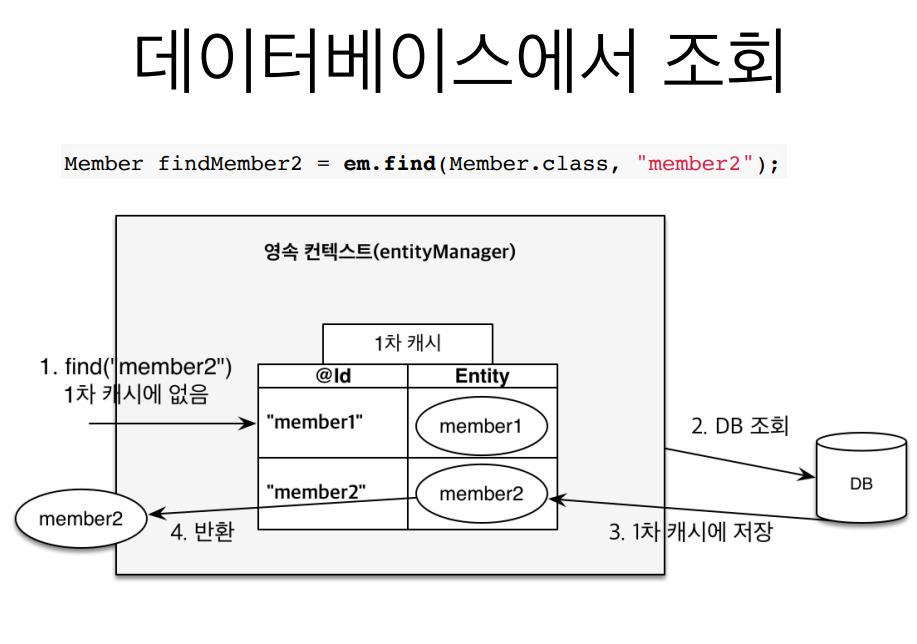 데이터베이스에서 조회
Member findMember2 = em.find(Member.class, "member2");
영속 컨텍스트(entityManager)
1차 캐시
1. find("member2")
1차 캐시에 없음
@Id
Entity
"member1"
member1
"member2"
member2
2. DB 조회
DB
3. 1차 캐시에 저장
4. 반환
member2